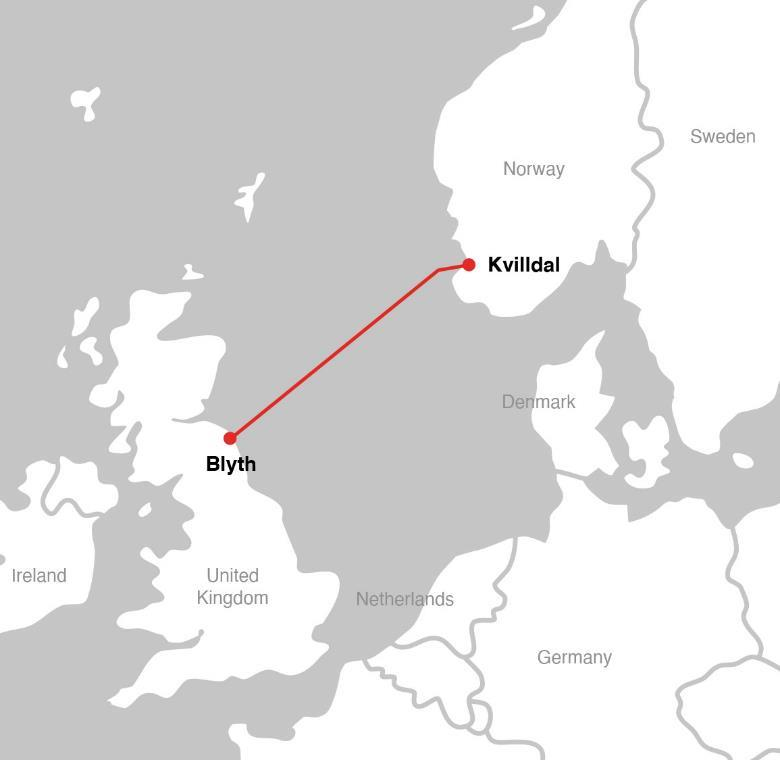 Sweden
Norway
Kvilldal
Denmark
Blyth
Ireland
United
Kingdom
Netherlands
Germany